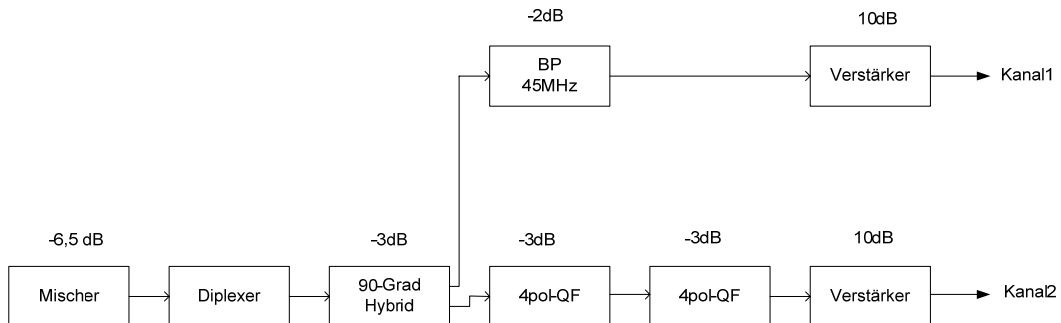 -2dB
10dB
BP
45MHz
Verstärker
Kanal1
-6,5 dB
-3dB
-3dB
-3dB
10dB
Mischer
Diplexer
90-Grad
Hybrid
4pol-QF
4pol-QF
Verstärker
Kanal2